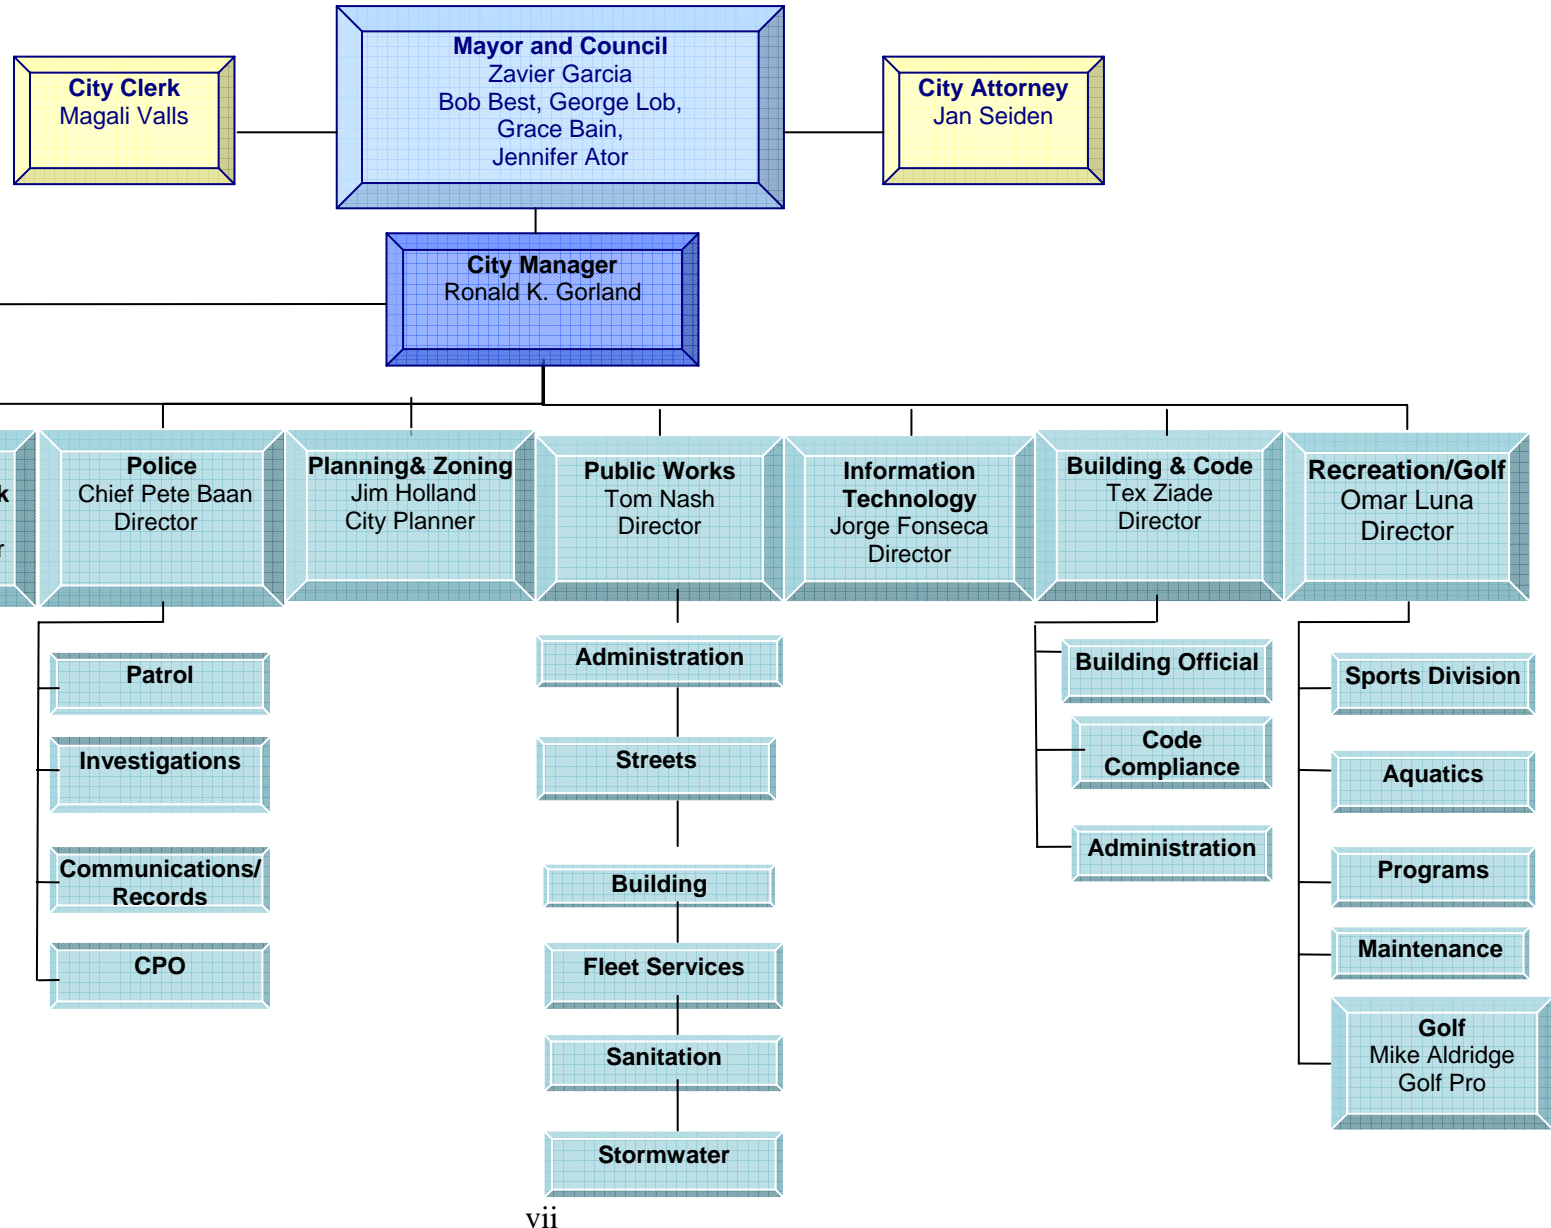 Mayor and Council
Zavier Garcia
Bob Best, George Lob,
Grace Bain,
Jennifer Ator
City Clerk
Magali Valls
City Attorney
Jan Seiden
City Manager
Ronald K. Gorland
k
r
Police
Chief Pete Baan
Director
Planning& Zoning
Jim Holland
City Planner
Public Works
Tom Nash
Director
Information
Technology
Jorge Fonseca
Director
Building & Code
Tex Ziade
Director
Recreation/Golf
Omar Luna
Director
Patrol
Investigations
Communications/
Records
CPO
Administration
Streets
Building
Fleet Services
Sanitation
Stormwater
Building Official
Code
Compliance
Administration
Sports Division
Aquatics
Programs
Maintenance
Golf
Mike Aldridge
Golf Pro
vii